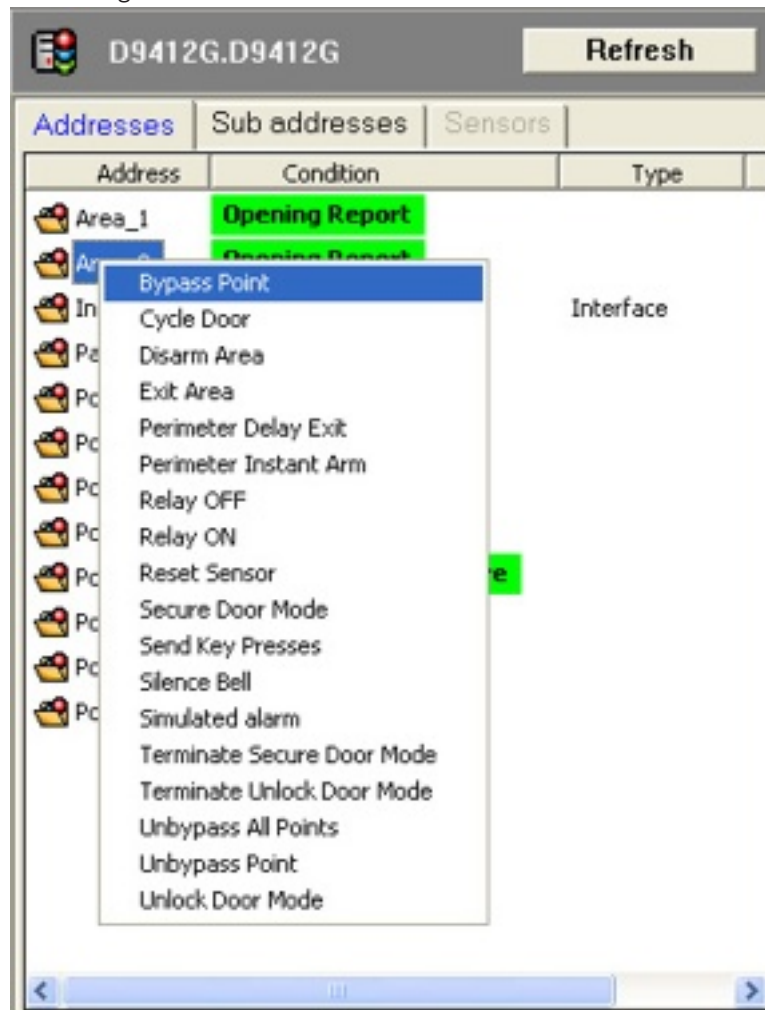 D9412G.D9412G Refresh
Addresses Sub addresses Sensors
Address Condition Type
Area_1 Opening Report
Opening Report
Bypass Point
Interface
Cycle Door
Disarm Area
Exit Area
Perimeter Delay Exit
Perimeter Instant Arm
Relay OFF
Relay ON
Reset Sensor
Secure Door Mode
Send Key Presses
Silence Bell
Simulated alarm
Terminate Secure Door Mode
Terminate Unlock Door Mode
Unbypass All Points
Unbypass Point
Unlock Door Mode